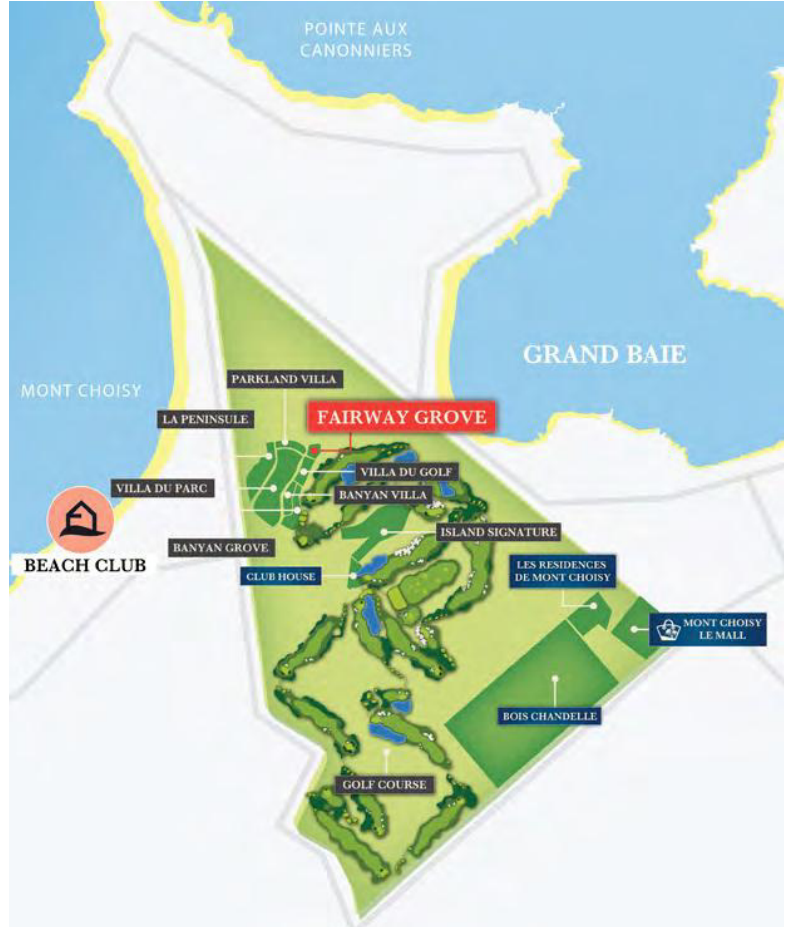 POINTE AUX
CANONNIERS
GRAND BAIE
MONT CHOISY
PARKLAND VILLA
LA PENINSULE
FAIRWAY GROVE
VILLA DU GOLF
VILLA DU PARC
BANYAN VILLA
ISLAND SIGNATURE
BANYAN GROVE
BEACH CLUB
CLUB HOUSE
LES RESIDENCES
DE MONT CHOISY
MONT CHOISY
LE MALL
BOIS CHANDELLE
GOLF COURSE